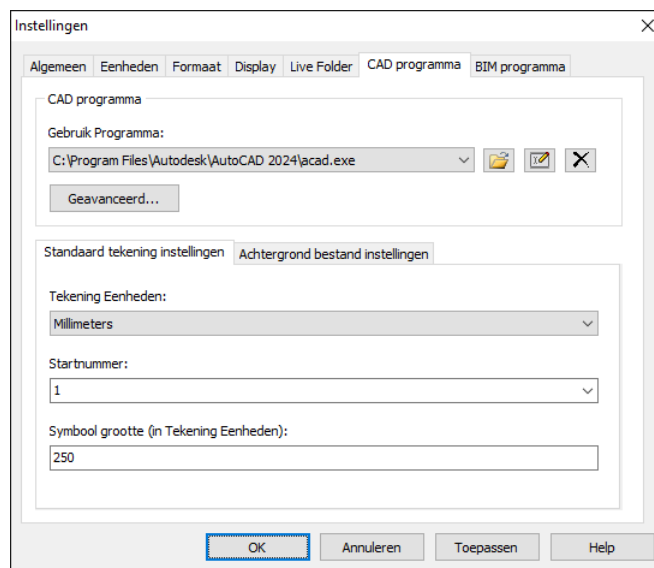 Instellingen
Algemeen Eenheden Formaat Display Live Folder CAD programma BIM programma
CAD programma
Gebruik Programma:
C:\Program Files\Autodesk\AutoCAD 2024\acad.exe
Geavanceerd...
Standaard tekening instellingen Achtergrond bestand instellingen
Tekening Eenheden:
Millimeters
Startnummer:
1
Symbool grootte (in Tekening Eenheden):
250
OK Annuleren Toepassen Help